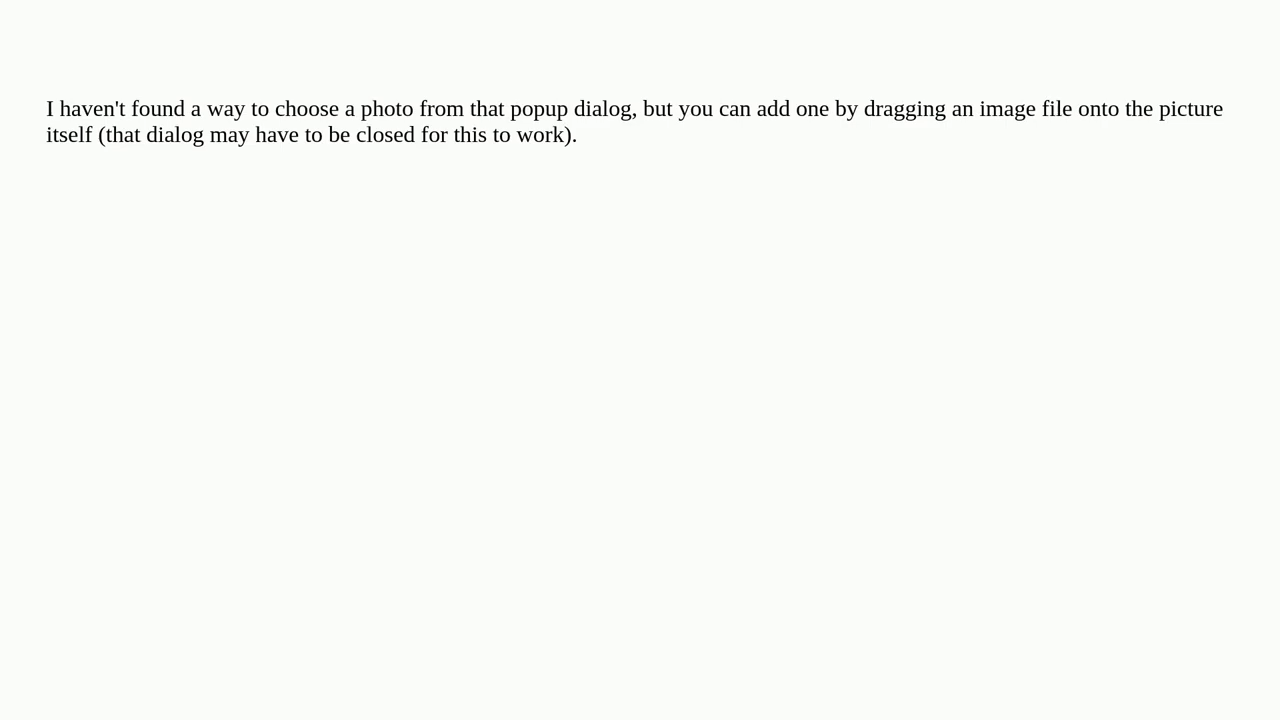 I haven't found a way to choose a photo from that popup dialog, but you can add one by dragging an image file onto the picture
itself (that dialog may have to be closed for this to work).